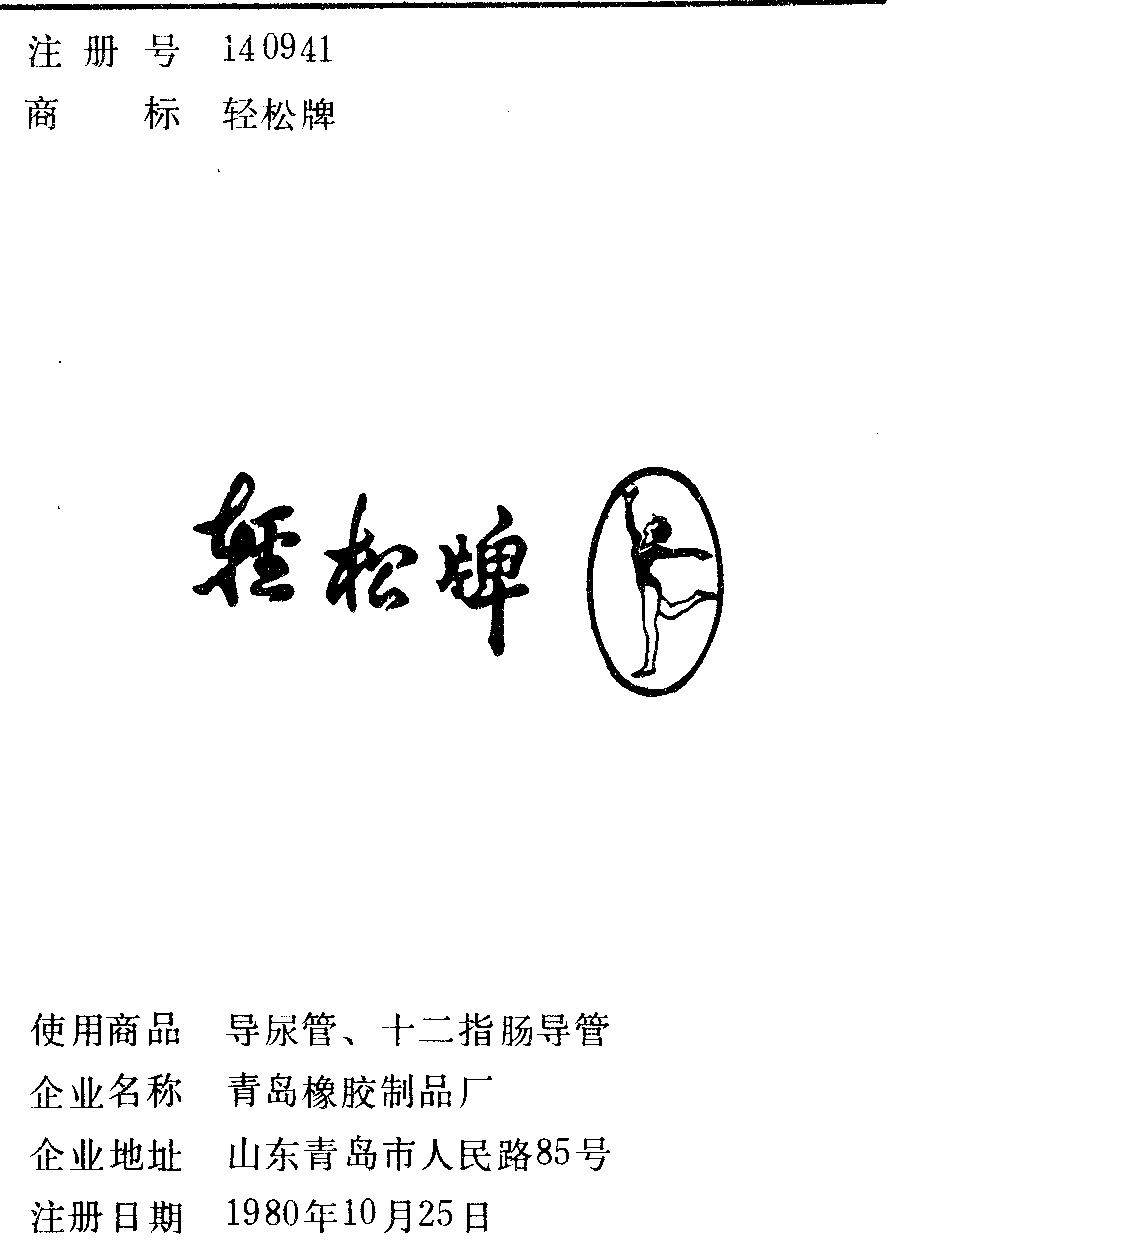 注册号 140941
商标 轻松牌
輕松牌
使用商品 导尿管、十二指肠导管
企业名称 青岛橡胶制品厂
企业地址 山东青岛市人民路85号
注册日期 1980年10月25日